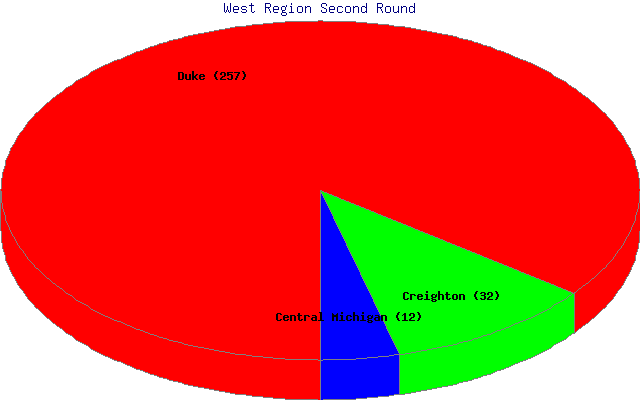 West Region Second Round
Duke (257)
Creighton (32)
Central Michigan (12)